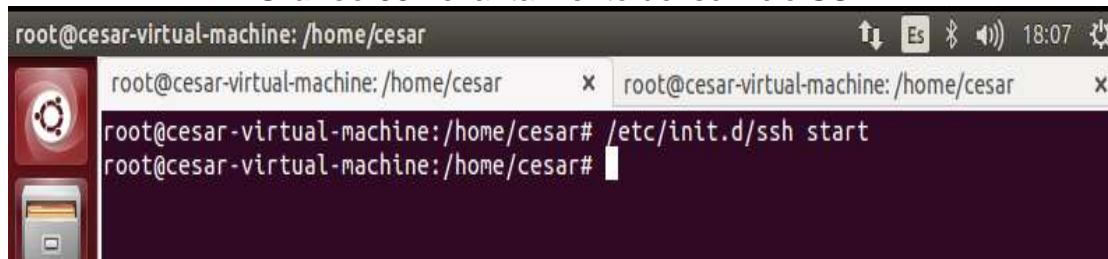 root@cesar-virtual-machine: /home/cesar Es 18:07
root@cesar-virtual-machine: /home/cesar x root@cesar-virtual-machine: /home/cesar x
root@cesar-virtual-machine:/home/cesar# /etc/init.d/ssh start
root@cesar-virtual-machine:/home/cesar#